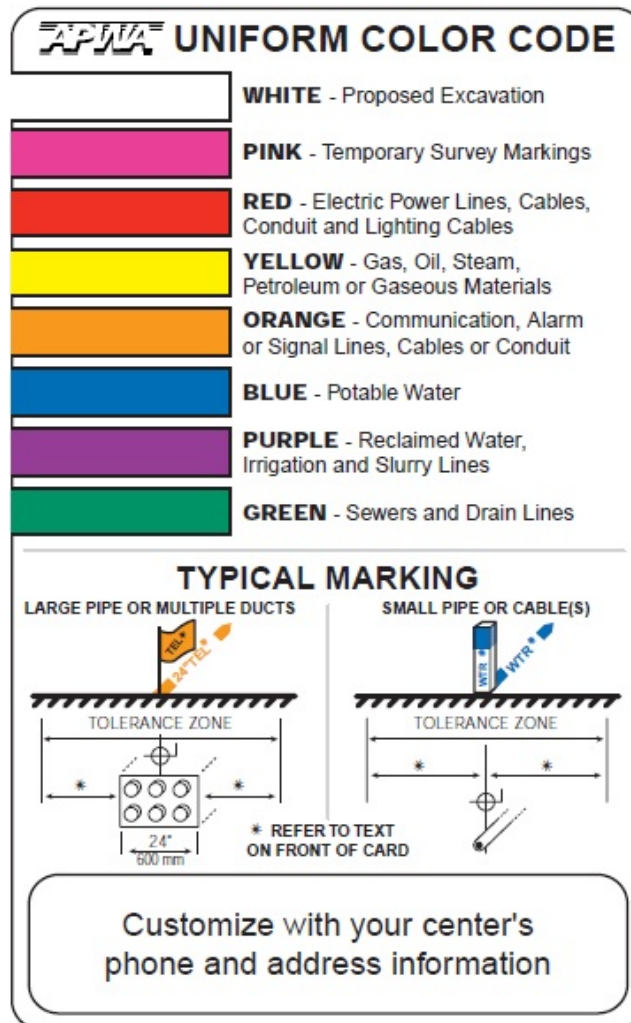 APWA UNIFORM COLOR CODE
WHITE - Proposed Excavation
PINK - Temporary Survey Markings
RED - Electric Power Lines, Cables,
Conduit and Lighting Cables
YELLOW - Gas, Oil, Steam,
Petroleum or Gaseous Materials
ORANGE - Communication, Alarm
or Signal Lines, Cables or Conduit
BLUE - Potable Water
PURPLE - Reclaimed Water,
Irrigation and Slurry Lines
GREEN - Sewers and Drain Lines
TYPICAL MARKING
LARGE PIPE OR MULTIPLE DUCTS
TEL*
24"TEL*
TOLERANCE ZONE
* *
24"
600 mm
SMALL PIPE OR CABLE(S)
WTR *
WTR*
TOLERANCE ZONE
* *
* REFER TO TEXT
ON FRONT OF CARD
Customize with your center's
phone and address information